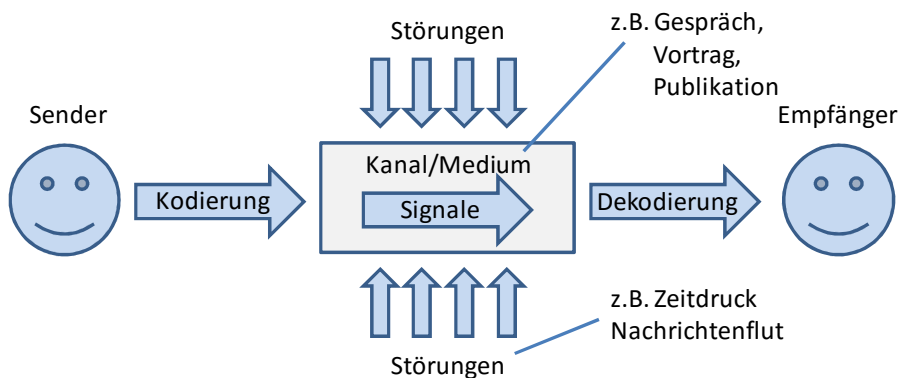 Störungen
z.B. Gespräch,
Vortrag,
Publikation
Sender
Empfänger
Kanal/Medium
Kodierung
Signale
Dekodierung
z.B. Zeitdruck
Nachrichtenflut
Störungen